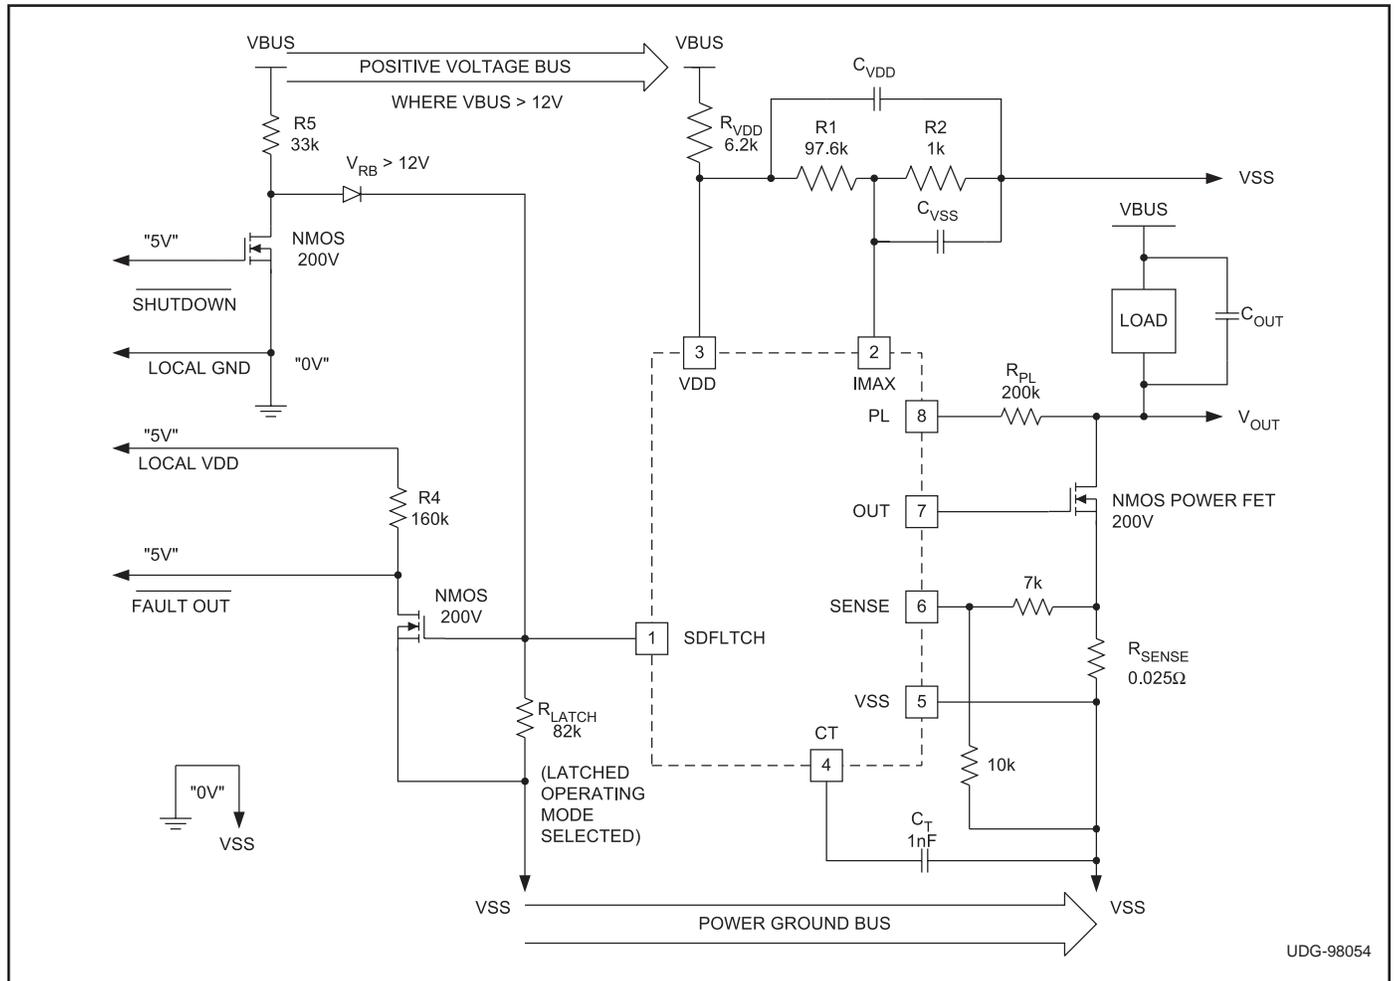 VBUS
POSITIVE VOLTAGE BUS
WHERE VBUS > 12V
VBUS
R5
33k
VRB > 12V
RVDD
6.2k
CVDD
R1
97.6k
R2
1k
CVSS
VSS
"5V"
SHUTDOWN
NMOS
200V
LOCAL GND
"0V"
VBUS
LOAD
COUT
3
VDD
2
IMAX
"5V"
LOCAL VDD
R4
160k
"5V"
FAULT OUT
NMOS
200V
PL
8
RPL
200k
VOUT
OUT
7
NMOS POWER FET
200V
SENSE
6
7k
1
SDFLTCH
RSENSE
0.025Ω
VSS
5
RLATCH
82k
CT
4
10k
(LATCHED
OPERATING
MODE
SELECTED)
"0V"
VSS
CT
1nF
VSS
POWER GROUND BUS
VSS
UDG-98054